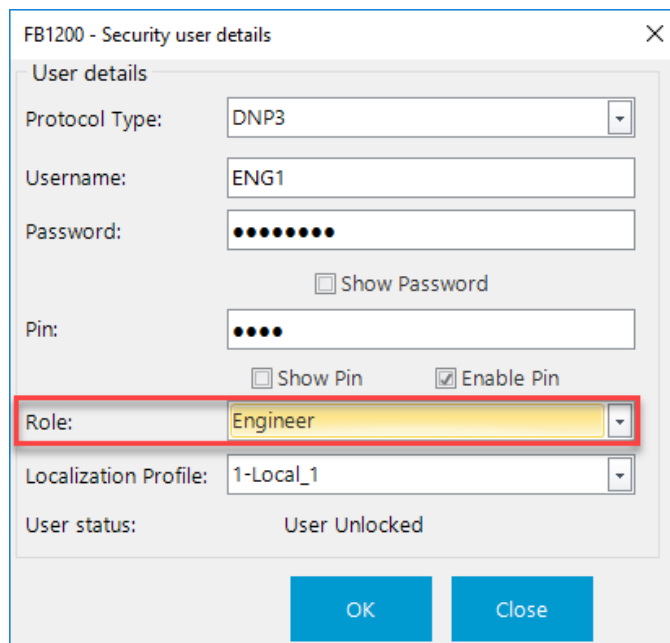 FB1200 - Security user details
User details
Protocol Type: DNP3
Username: ENG1
Password: ●●●●●●●●
Show Password
Pin: ●●●●
Show Pin Enable Pin
Role: Engineer
Localization Profile: 1-Local_1
User status: User Unlocked
OK Close